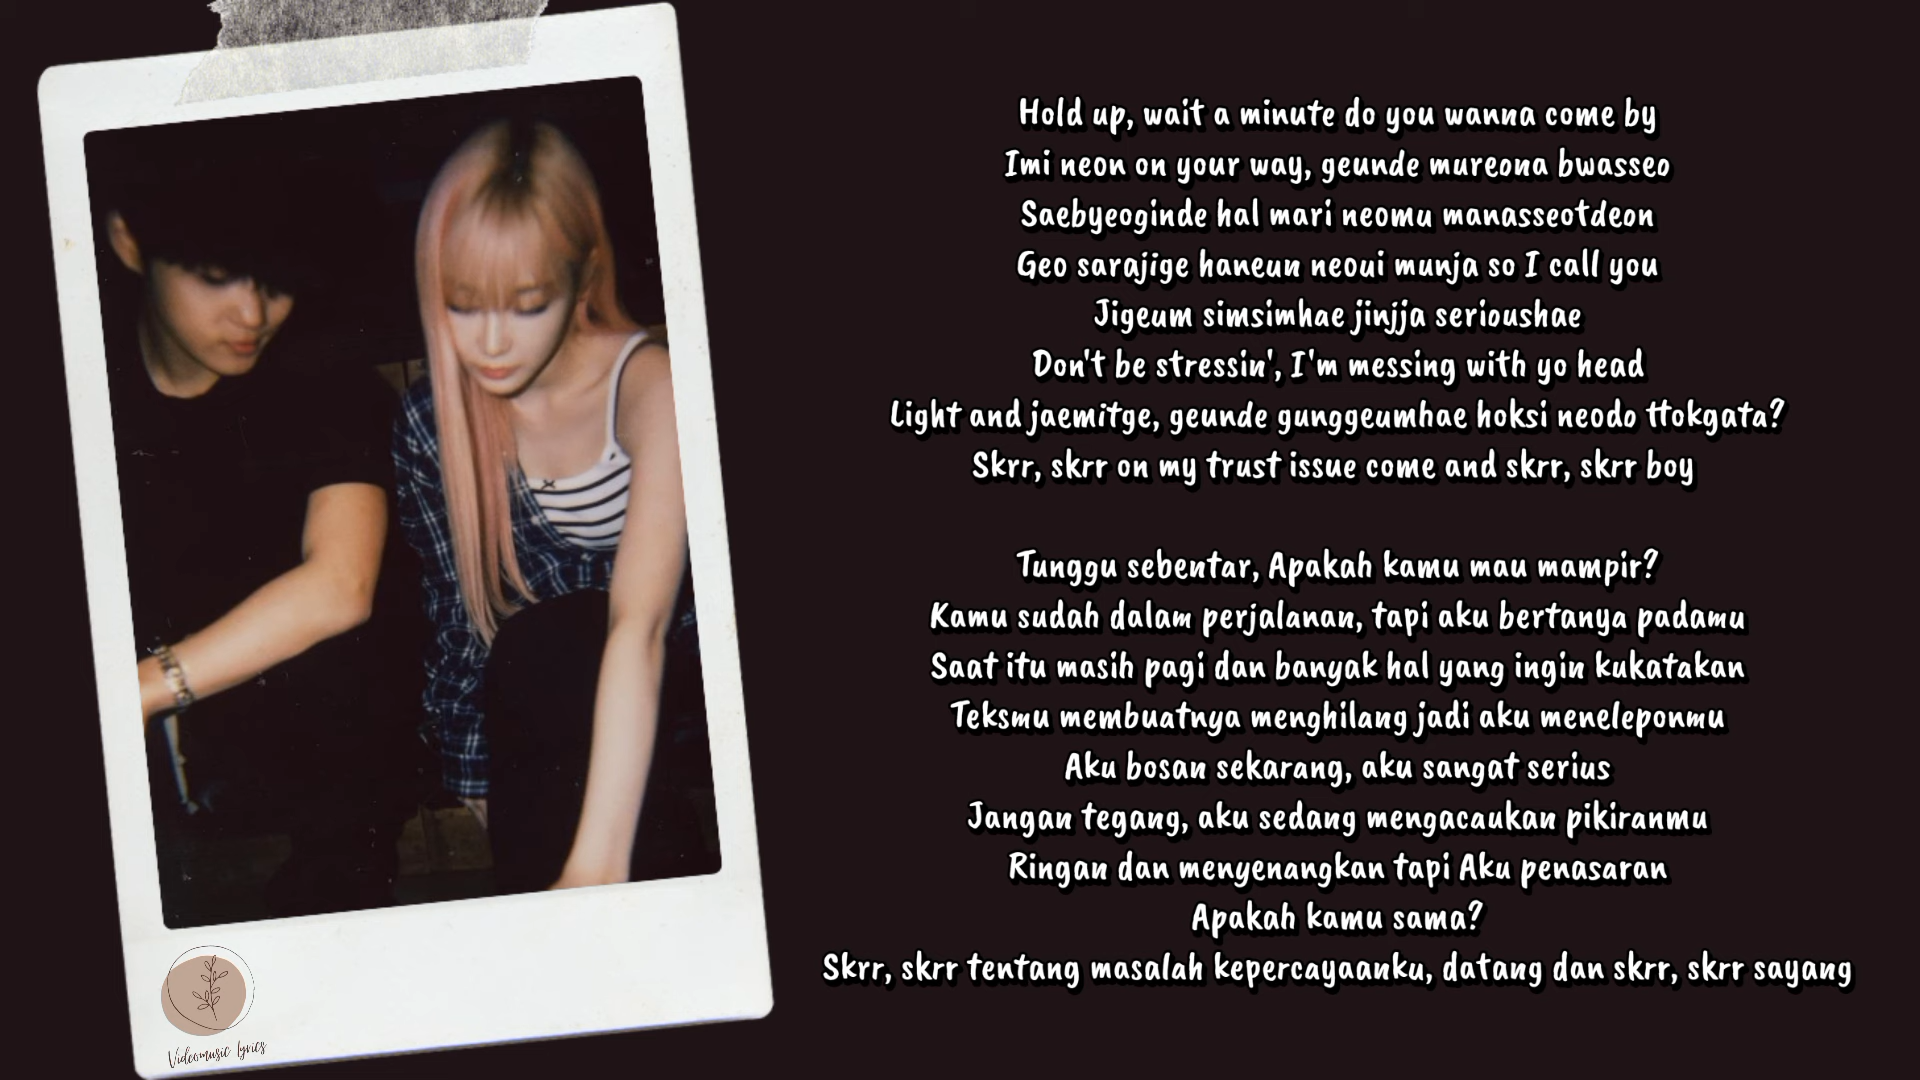 Hold up, wait a minute do you wanna come by
Imi neon on your way, geunde mureona bwasseo
Saebyeoginde hal mari neomu manasseotdeon
Geo sarajige haneun neoui munja so I call you
Jigeum simsimhae jinjja serioushae
Don't be stressin', I'm messing with yo head
Light and jaemitge, geunde gunggeumhae hoksi neodo ttokgata?
Skrr, skrr on my trust issue come and skrr, skrr boy
Tunggu sebentar, Apakah kamu mau mampir?
Kamu sudah dalam perjalanan, tapi aku bertanya padamu
Saat itu masih pagi dan banyak hal yang ingin kukatakan
Teksmu membuatnya menghilang jadi aku meneleponmu
Aku bosan sekarang, aku sangat serius
Jangan tegang, aku sedang mengacaukan pikiranmu
Ringan dan menyenangkan tapi Aku penasaran
Apakah kamu sama?
Skrr, skrr tentang masalah kepercayaanku, datang dan skrr, skrr sayang
Videomusic lyrics